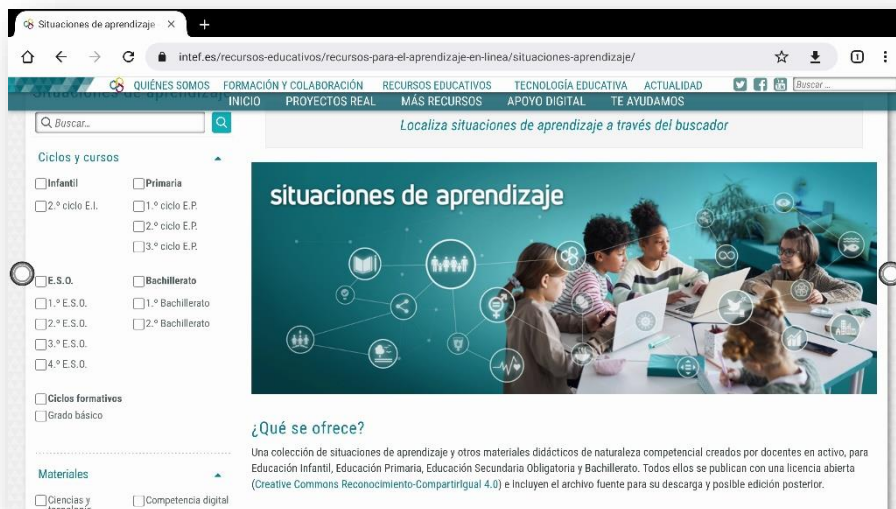 Situaciones de aprendizaje
intef.es/recursos-educativos/recursos-para-el-aprendizaje-en-linea/situaciones-aprendizaje/
QUIÉNES SOMOS FORMACIÓN Y COLABORACIÓN RECURSOS EDUCATIVOS TECNOLOGÍA EDUCATIVA ACTUALIDAD Buscar ...
Situaciones de aprendizaje
INICIO PROYECTOS REAL MÁS RECURSOS APOYO DIGITAL TE AYUDAMOS
Buscar...
Localiza situaciones de aprendizaje a través del buscador
Ciclos y cursos
Infantil Primaria
2.º ciclo E.I. 1.º ciclo E.P.
2.º ciclo E.P.
3.º ciclo E.P.
E.S.O. Bachillerato
1.º E.S.O. 1.º Bachillerato
2.º E.S.O. 2.º Bachillerato
3.º E.S.O.
4.º E.S.O.
Ciclos formativos
Grado básico
Materiales
Ciencias y Competencia digital
tecnología
situaciones de aprendizaje
¿Qué se ofrece?
Una colección de situaciones de aprendizaje y otros materiales didácticos de naturaleza competencial creados por docentes en activo, para
Educación Infantil, Educación Primaria, Educación Secundaria Obligatoria y Bachillerato. Todos ellos se publican con una licencia abierta
(Creative Commons Reconocimiento-CompartirIgual 4.0) e incluyen el archivo fuente para su descarga y posible edición posterior.